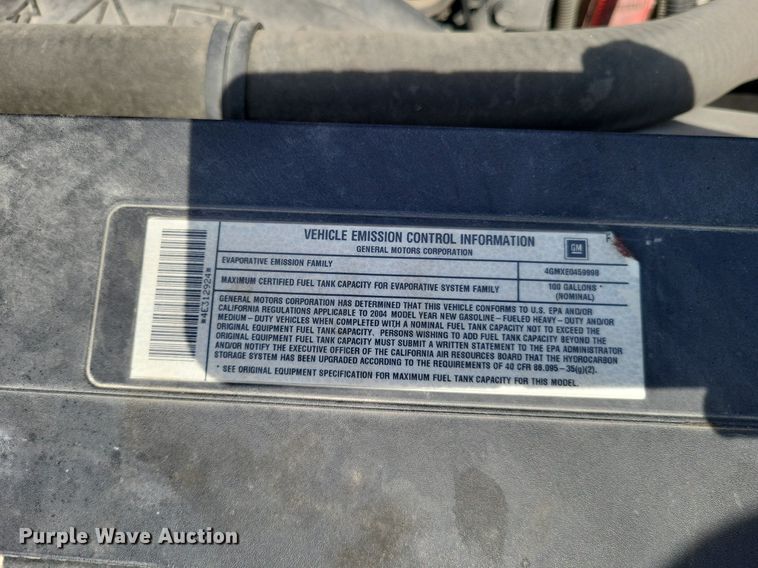 VEHICLE EMISSION CONTROL INFORMATION
GENERAL MOTORS CORPORATION
GM
EVAPORATIVE EMISSION FAMILY 4GMXE0459998
MAXIMUM CERTIFIED FUEL TANK CAPACITY FOR EVAPORATIVE SYSTEM FAMILY 100 GALLONS *
(NOMINAL)
GENERAL MOTORS CORPORATION HAS DETERMINED THAT THIS VEHICLE CONFORMS TO U.S. EPA AND/OR
CALIFORNIA REGULATIONS APPLICABLE TO 2004 MODEL YEAR NEW GASOLINE-FUELED HEAVY-DUTY AND/OR
MEDIUM-DUTY VEHICLES WHEN COMPLETED WITH A NOMINAL FUEL TANK CAPACITY NOT TO EXCEED THE
ORIGINAL EQUIPMENT FUEL TANK CAPACITY. PERSONS WISHING TO ADD FUEL TANK CAPACITY BEYOND THE
ORIGINAL EQUIPMENT FUEL TANK CAPACITY MUST SUBMIT A WRITTEN STATEMENT TO THE EPA ADMINISTRATOR
AND/OR NOTIFY THE EXECUTIVE OFFICER OF THE CALIFORNIA AIR RESOURCES BOARD THAT THE HYDROCARBON
STORAGE SYSTEM HAS BEEN UPGRADED ACCORDING TO THE REQUIREMENTS OF 40 CFR 86.095-35(g)(2).
* SEE ORIGINAL EQUIPMENT SPECIFICATION FOR MAXIMUM FUEL TANK CAPACITY FOR THIS MODEL.
*4E312924*
Purple Wave Auction